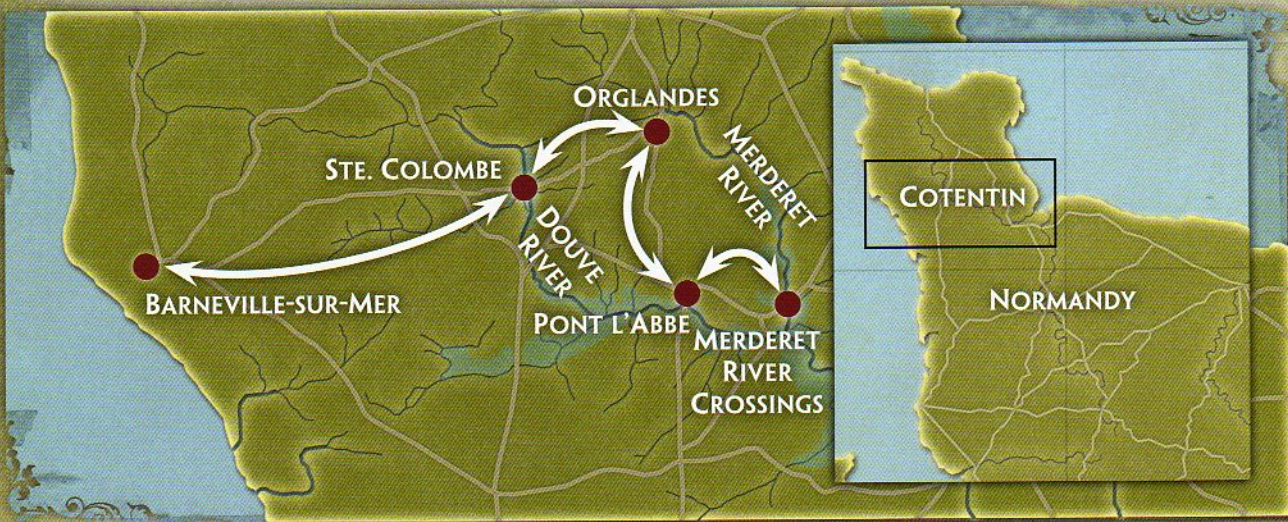 ORGLANDES
MERDERET
RIVER
STE. COLOMBE
COTENTIN
DOUVE
RIVER
BARNEVILLE-SUR-MER
NORMANDY
PONT L'ABBE
MERDERET
RIVER
CROSSINGS